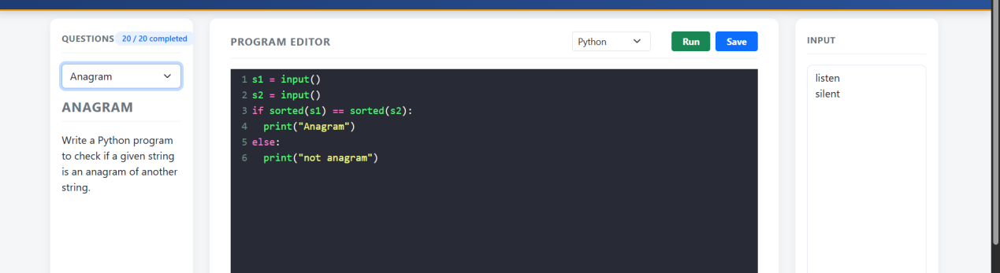 QUESTIONS 20 / 20 completed
Anagram
ANAGRAM
Write a Python program
to check if a given string
is an anagram of another
string.
PROGRAM EDITOR Python Run Save
1 s1 = input()
2 s2 = input()
3 if sorted(s1) == sorted(s2):
4   print("Anagram")
5 else:
6   print("not anagram")
INPUT
listen
silent